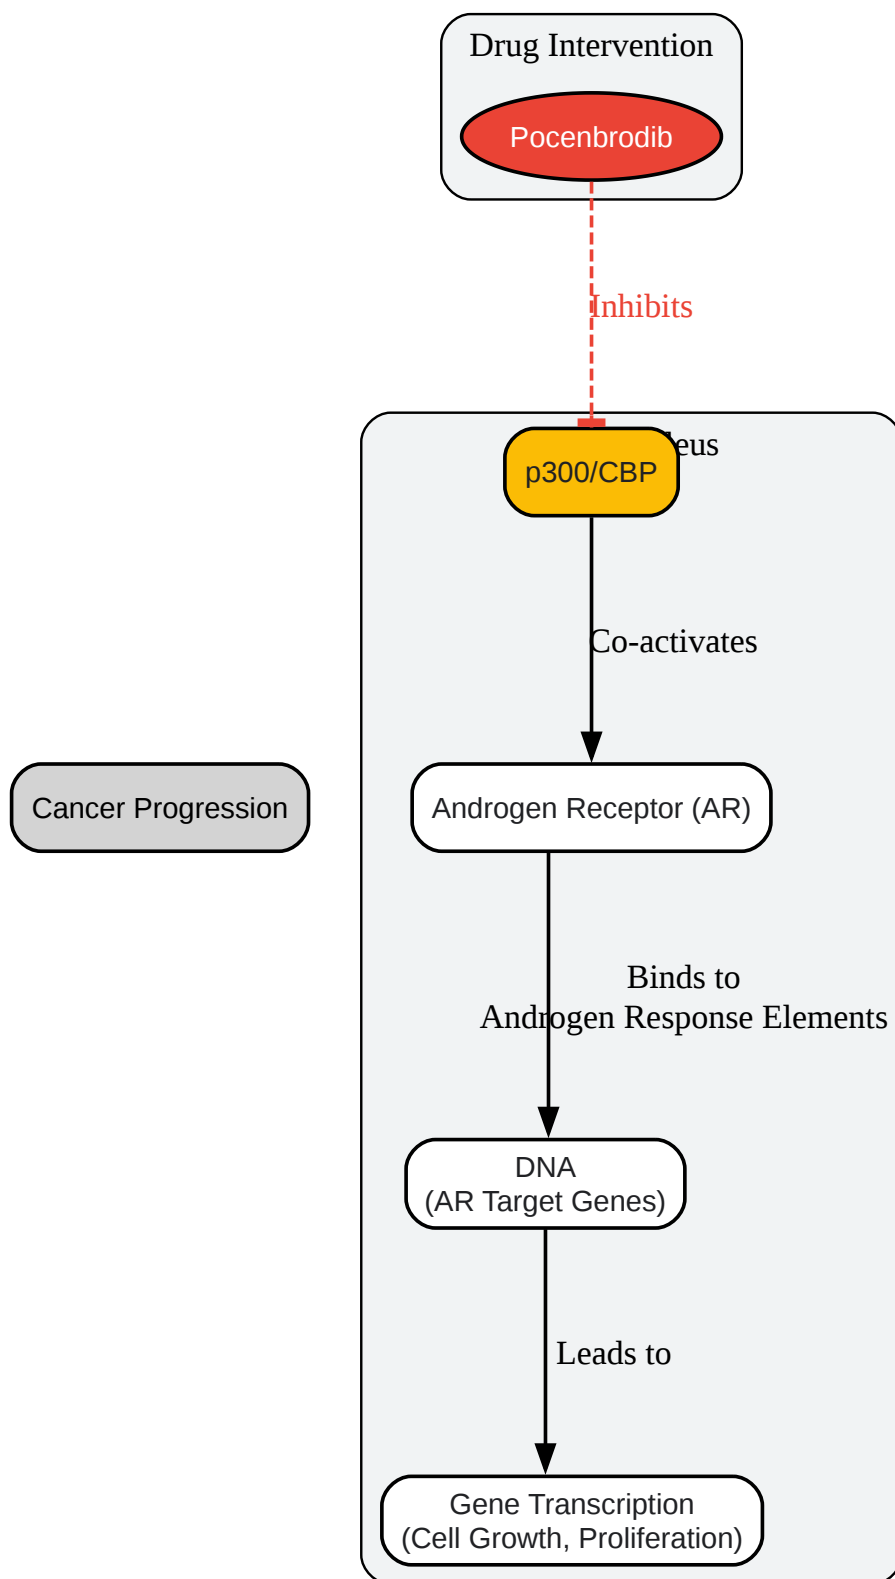 Drug Intervention
Pocenbrodib
Inhibits
p300/CBP
Co-activates
Cancer Progression
Androgen Receptor (AR)
Binds to
Androgen Response Elements
DNA
(AR Target Genes)
Leads to
Gene Transcription
(Cell Growth, Proliferation)